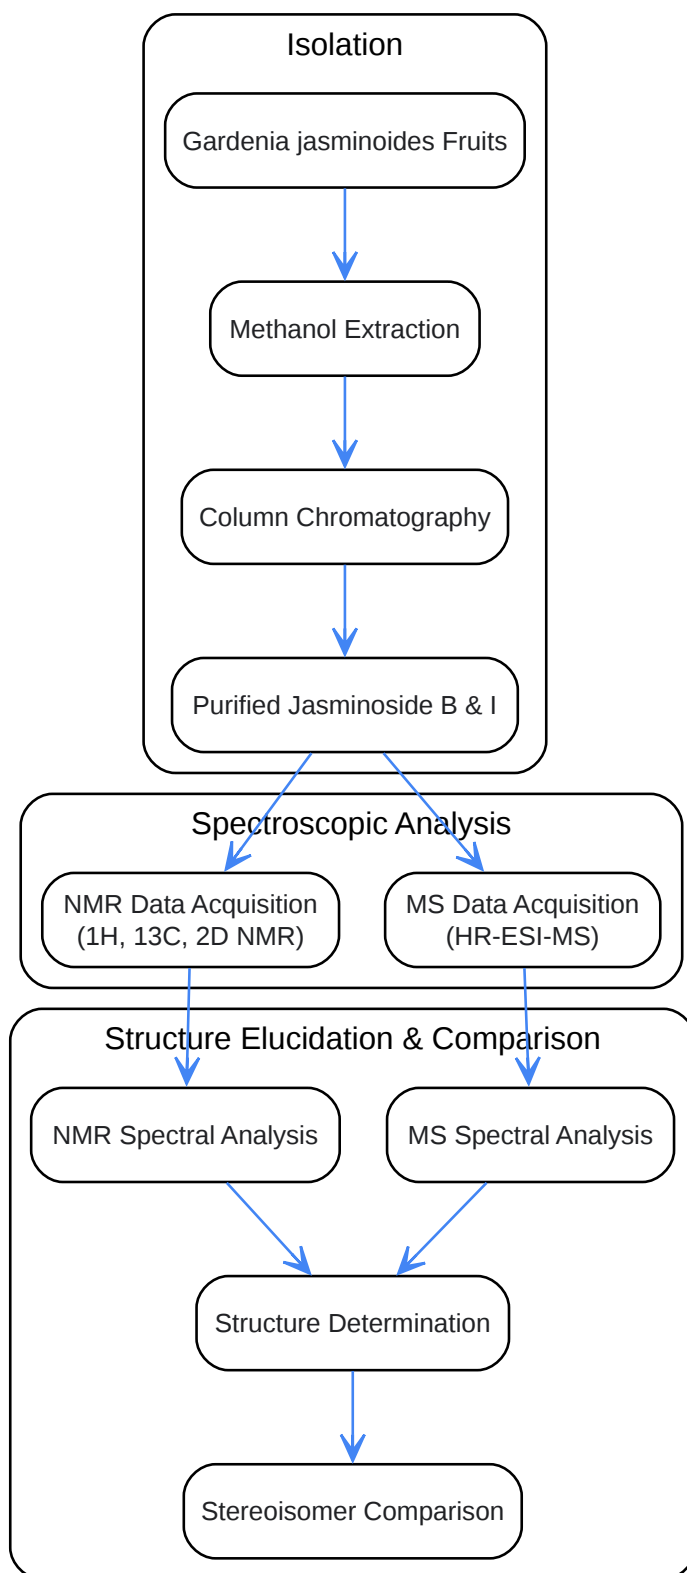 Isolation
Gardenia jasminoides Fruits
Methanol Extraction
Column Chromatography
Purified Jasminoside B & I
Spectroscopic Analysis
NMR Data Acquisition
(1H, 13C, 2D NMR)
MS Data Acquisition
(HR-ESI-MS)
Structure Elucidation & Comparison
NMR Spectral Analysis
MS Spectral Analysis
Structure Determination
Stereoisomer Comparison